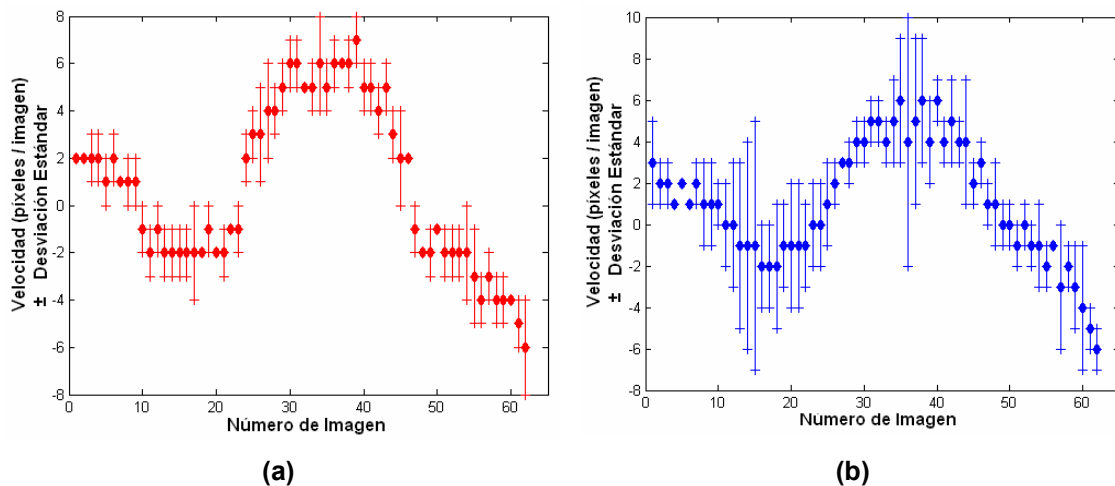 8
6
4
2
0
-2
-4
-6
-8
0 10 20 30 40 50 60
Velocidad (pixeles / imagen)
± Desviación Estándar
Número de Imagen
(a)
10
8
6
4
2
0
-2
-4
-6
-8
0 10 20 30 40 50 60
Velocidad (pixeles / imagen)
± Desviación Estándar
Número de Imagen
(b)